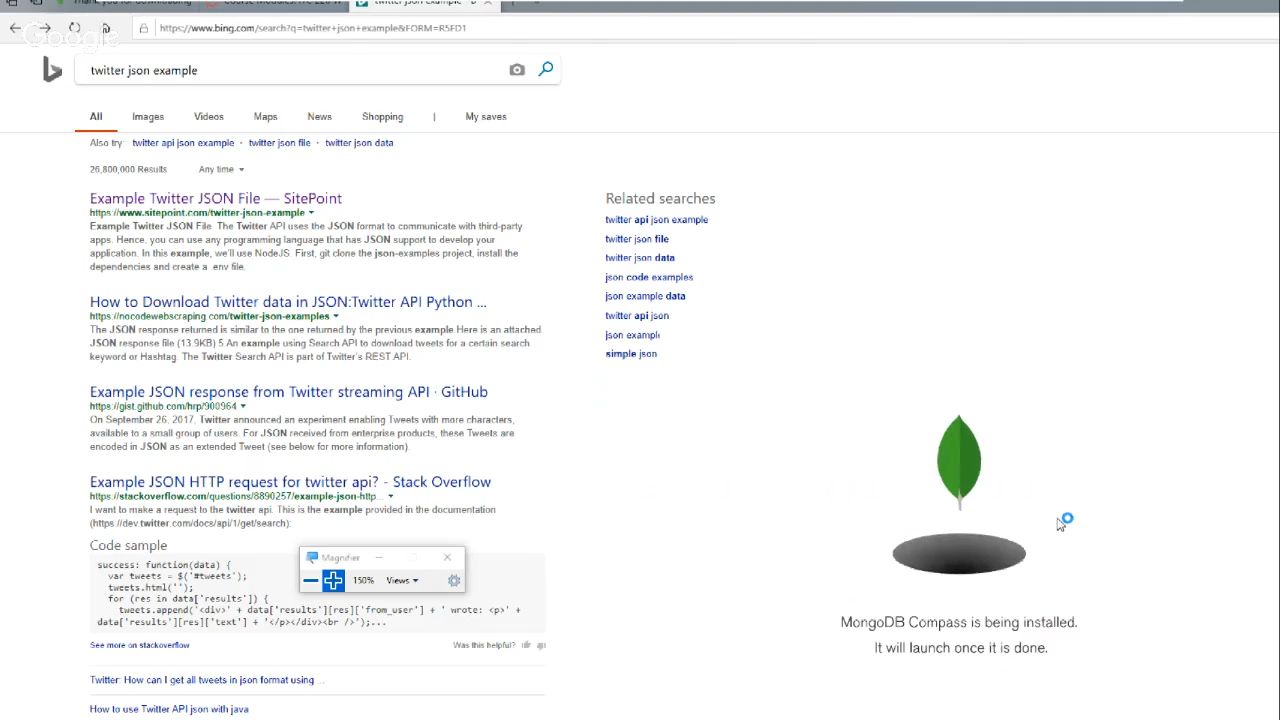 Thank you for downloading
twitter json example
https://www.bing.com/search?q=twitter+json+example&FORM=R5FD1
Google
twitter json example
All Images Videos Maps News Shopping | My saves
Also try: twitter api json example · twitter json file · twitter json data
26,800,000 Results Any time
Example Twitter JSON File — SitePoint
https://www.sitepoint.com/twitter-json-example
Example Twitter JSON File The Twitter API uses the JSON format to communicate with third-party
apps. Hence, you can use any programming language that has JSON support to develop your
application. In this example, we'll use NodeJS. First, git clone the json-examples project, install the
dependencies and create a .env file.
How to Download Twitter data in JSON:Twitter API Python ...
https://nocodewebscraping.com/twitter-json-examples
The JSON response returned is similar to the one returned by the previous example Here is an attached
JSON response file (13.9KB) 5 An example using Search API to download tweets for a certain search
keyword or Hashtag. The Twitter Search API is part of Twitter's REST API.
Example JSON response from Twitter streaming API · GitHub
https://gist.github.com/hrp/900964
On September 26, 2017, Twitter announced an experiment enabling Tweets with more characters,
available to a small group of users. For JSON received from enterprise products, these Tweets are
encoded in JSON as an extended Tweet (see below for more information).
Example JSON HTTP request for twitter api? - Stack Overflow
https://stackoverflow.com/questions/8890257/example-json-http...
I want to make a request to the twitter api. This is the example provided in the documentation
(https://dev.twitter.com/docs/api/1/get/search):
Code sample
success: function(data) {
var tweets = $('#tweets');
tweets.html('');
for (res in data['results']) {
tweets.append('<div>' + data['results'][res]['from_user'] + ' wrote: <p>' +
data['results'][res]['text'] + '</p></div><br />');...
See more on stackoverflow Was this helpful?
Twitter: How can I get all tweets in json format using ...
How to use Twitter API json with java
Related searches
twitter api json example
twitter json file
twitter json data
json code examples
json example data
twitter api json
json example
simple json
Magnifier
150% Views
MongoDB Compass is being installed.
It will launch once it is done.